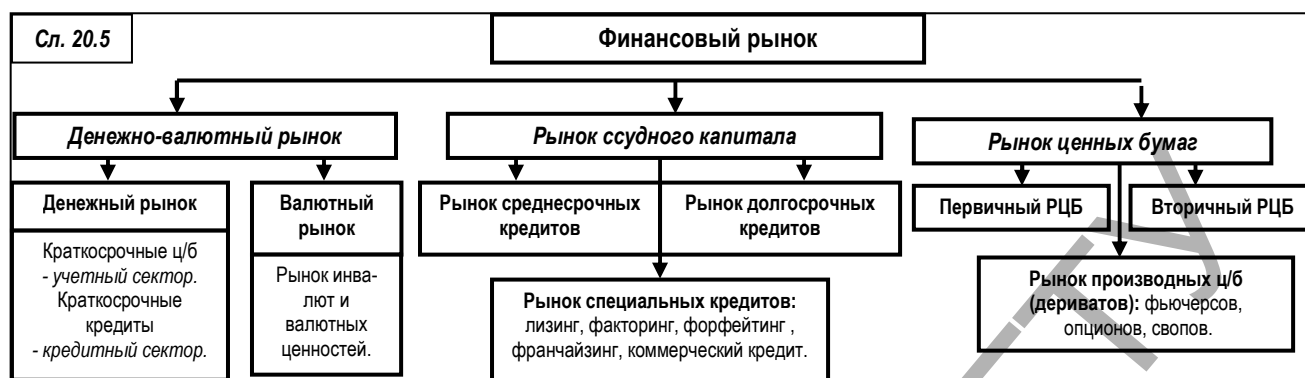 Сл. 20.5
Финансовый рынок
Денежно-валютный рынок
Рынок ссудного капитала
Рынок ценных бумаг
Денежный рынок
Краткосрочные ц/б
- учетный сектор.
Краткосрочные
кредиты
- кредитный сектор.
Валютный
рынок
Рынок инва-
лют и
валютных
ценностей.
Рынок среднесрочных
кредитов
Рынок долгосрочных
кредитов
Рынок специальных кредитов:
лизинг, факторинг, форфейтинг ,
франчайзинг, коммерческий кредит.
Первичный РЦБ
Вторичный РЦБ
Рынок производных ц/б
(дериватов): фьючерсов,
опционов, свопов.